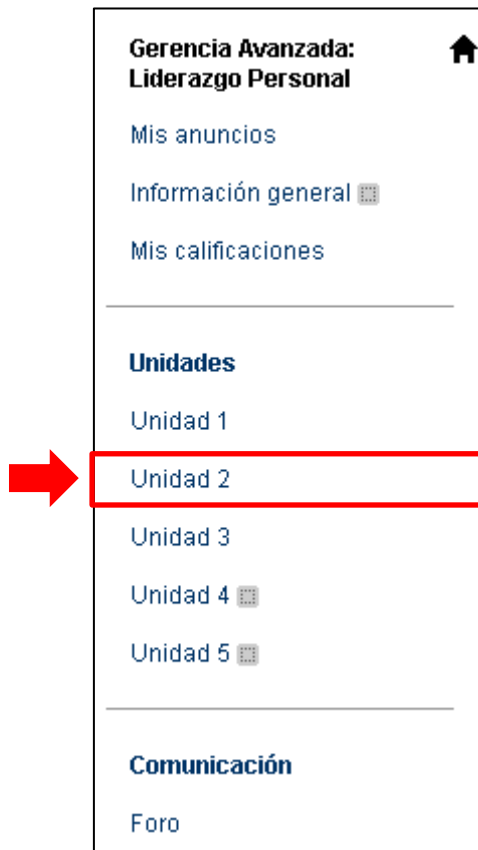 Gerencia Avanzada:
Liderazgo Personal
Mis anuncios
Información general
Mis calificaciones
Unidades
Unidad 1
Unidad 2
Unidad 3
Unidad 4
Unidad 5
Comunicación
Foro